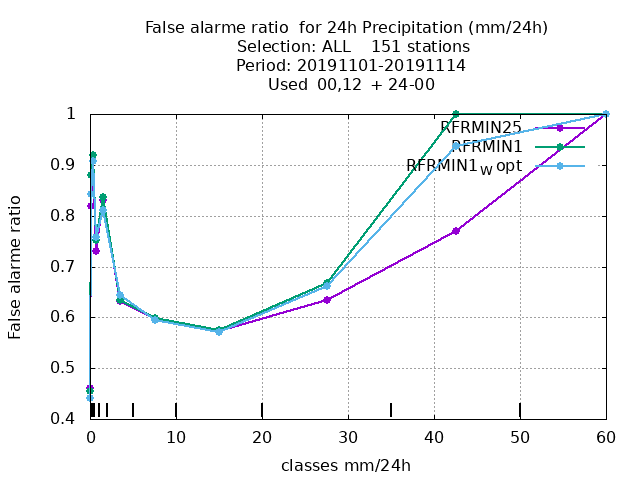 False alarme ratio  for 24h Precipitation (mm/24h)
Selection: ALL    151 stations
Period: 20191101-20191114
Used  00,12  + 24-00
RFRMIN25
RFRMIN1
RFRMIN1W opt
1
0.9
0.8
0.7
0.6
0.5
0.4
False alarme ratio
0 10 20 30 40 50 60
classes mm/24h